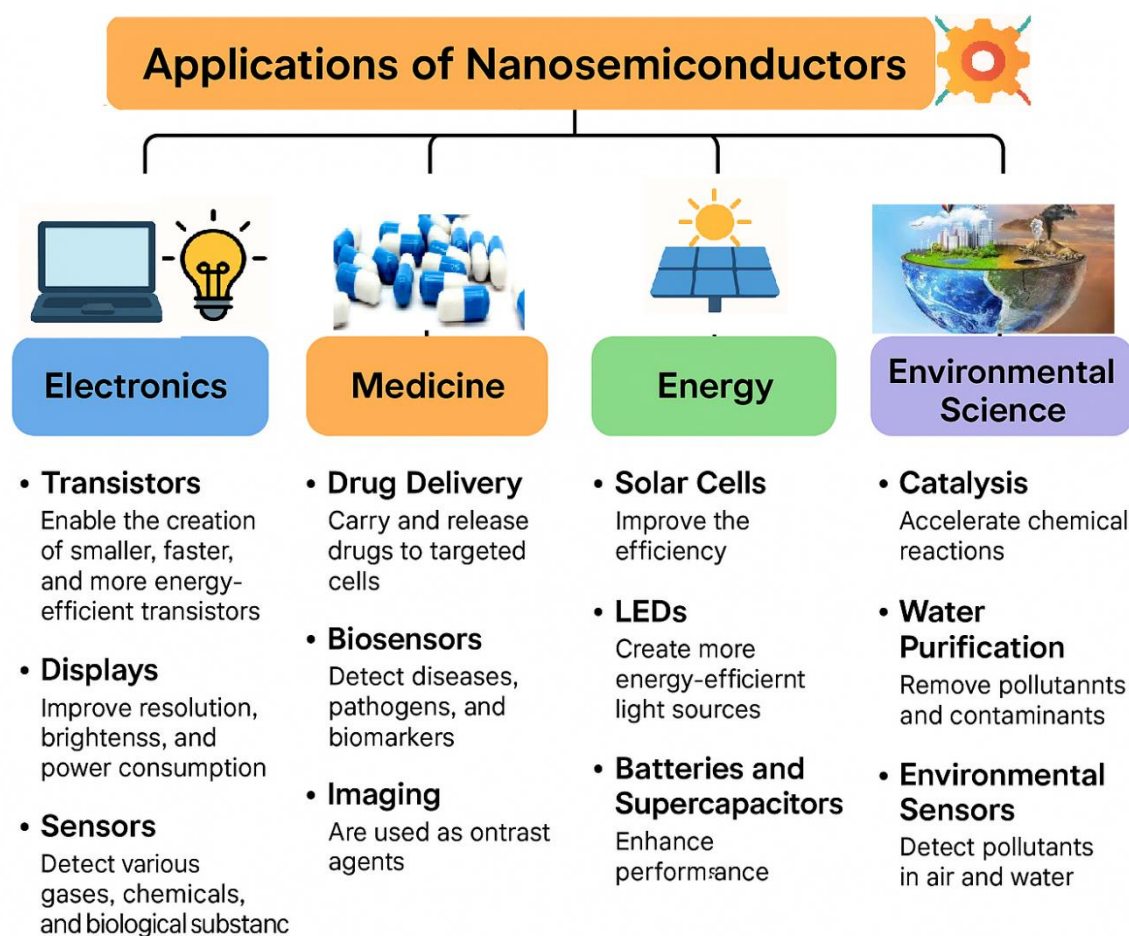 Applications of Nanosemiconductors
Electronics
• Transistors
Enable the creation
of smaller, faster,
and more energy-
efficient transistors
• Displays
Improve resolution,
brightenss, and
power consumption
• Sensors
Detect various
gases, chemicals,
and biological substanc
Medicine
• Drug Delivery
Carry and release
drugs to targeted
cells
• Biosensors
Detect diseases,
pathogens, and
biomarkers
• Imaging
Are used as ontrast
agents
Energy
• Solar Cells
Improve the
efficiency
• LEDs
Create more
energy-efficiernt
light sources
• Batteries and
Supercapacitors
Enhance
performance
Environmental
Science
• Catalysis
Accelerate chemical
reactions
• Water
Purification
Remove pollutannts
and contaminants
• Environmental
Sensors
Detect pollutants
in air and water